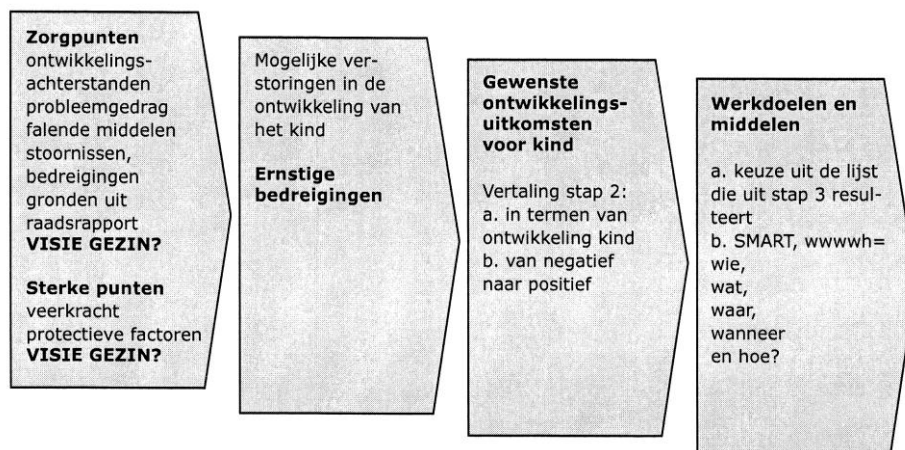 Zorgpunten
ontwikkelings-
achterstanden
probleemgedrag
falende middelen
stoornissen,
bedreigingen
gronden uit
raadsrapport
VISIE GEZIN?
Sterke punten
veerkracht
protectieve factoren
VISIE GEZIN?
Mogelijke ver-
storingen in de
ontwikkeling van
het kind
Ernstige
bedreigingen
Gewenste
ontwikkelings-
uitkomsten
voor kind
Vertaling stap 2:
a. in termen van
ontwikkeling kind
b. van negatief
naar positief
Werkdoelen en
middelen
a. keuze uit de lijst
die uit stap 3 resul-
teert
b. SMART, wwwwh=
wie,
wat,
waar,
wanneer
en hoe?